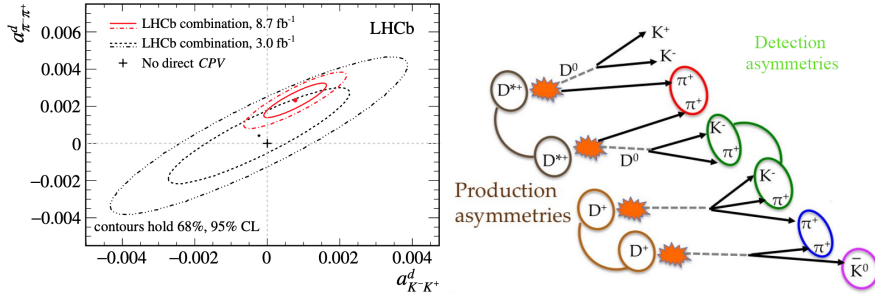 LHCb combination, 8.7 fb⁻¹
LHCb combination, 3.0 fb⁻¹
No direct CPV
LHCb
contours hold 68%, 95% CL
a^d_{π⁻π⁺}
0.006
0.004
0.002
0
−0.002
−0.004
−0.004 −0.002 0 0.002 0.004
a^d_{K⁻K⁺}
Detection
asymmetries
K⁺
D⁰
K⁻
D*⁺
π⁺
π⁺
D*⁺
D⁰
K⁻
π⁺
Production
asymmetries
D⁺
K⁻
π⁺
D⁺
π⁺
π⁺
K̄⁰